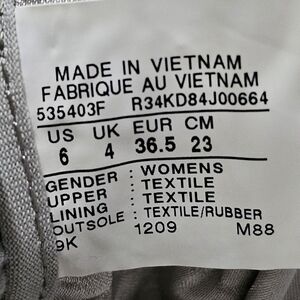 MADE IN VIETNAM
FABRIQUE AU VIETNAM
535403F R34KD84J00664
US UK EUR CM
6 4 36.5 23
GENDER : WOMENS
UPPER : TEXTILE
LINING : TEXTILE
OUTSOLE : TEXTILE/RUBBER
9K 1209 M88